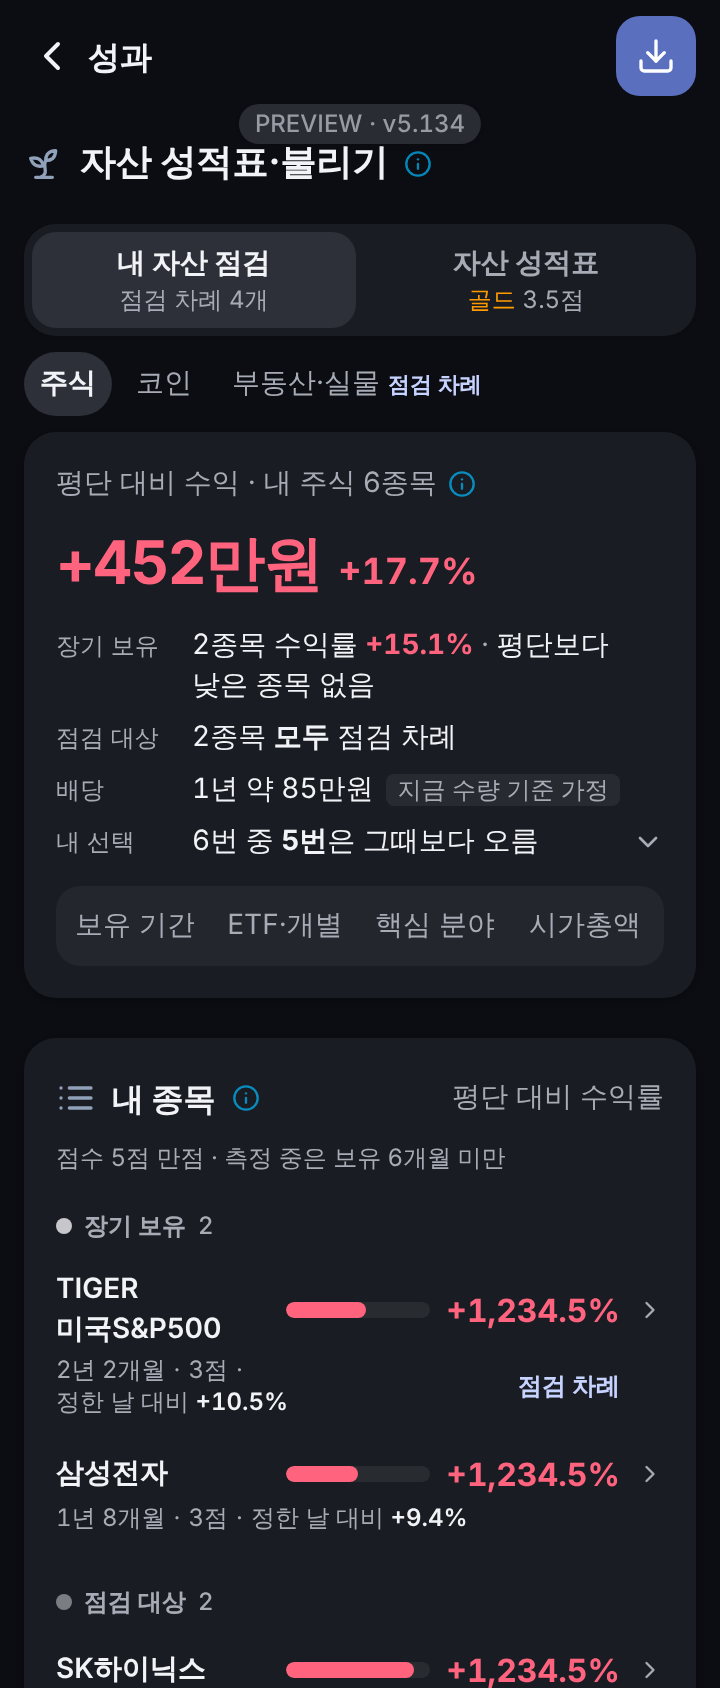 성과
PREVIEW · v5.134
자산 성적표·불리기
내 자산 점검
점검 차례 4개
자산 성적표
골드 3.5점
주식
코인
부동산·실물 점검 차례
평단 대비 수익 · 내 주식 6종목
+452만원 +17.7%
장기 보유 2종목 수익률 +15.1% · 평단보다
낮은 종목 없음
점검 대상 2종목 모두 점검 차례
배당 1년 약 85만원 지금 수량 기준 가정
내 선택 6번 중 5번은 그때보다 오름
보유 기간 ETF·개별 핵심 분야 시가총액
내 종목 평단 대비 수익률
점수 5점 만점 · 측정 중은 보유 6개월 미만
장기 보유 2
TIGER
미국S&P500
+1,234.5%
2년 2개월 · 3점 ·
정한 날 대비 +10.5%
점검 차례
삼성전자 +1,234.5%
1년 8개월 · 3점 · 정한 날 대비 +9.4%
점검 대상 2
SK하이닉스 +1,234.5%